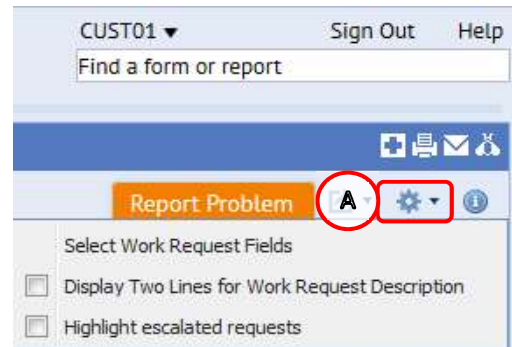 CUST01 Sign Out Help
Find a form or report
Report Problem A
Select Work Request Fields
Display Two Lines for Work Request Description
Highlight escalated requests